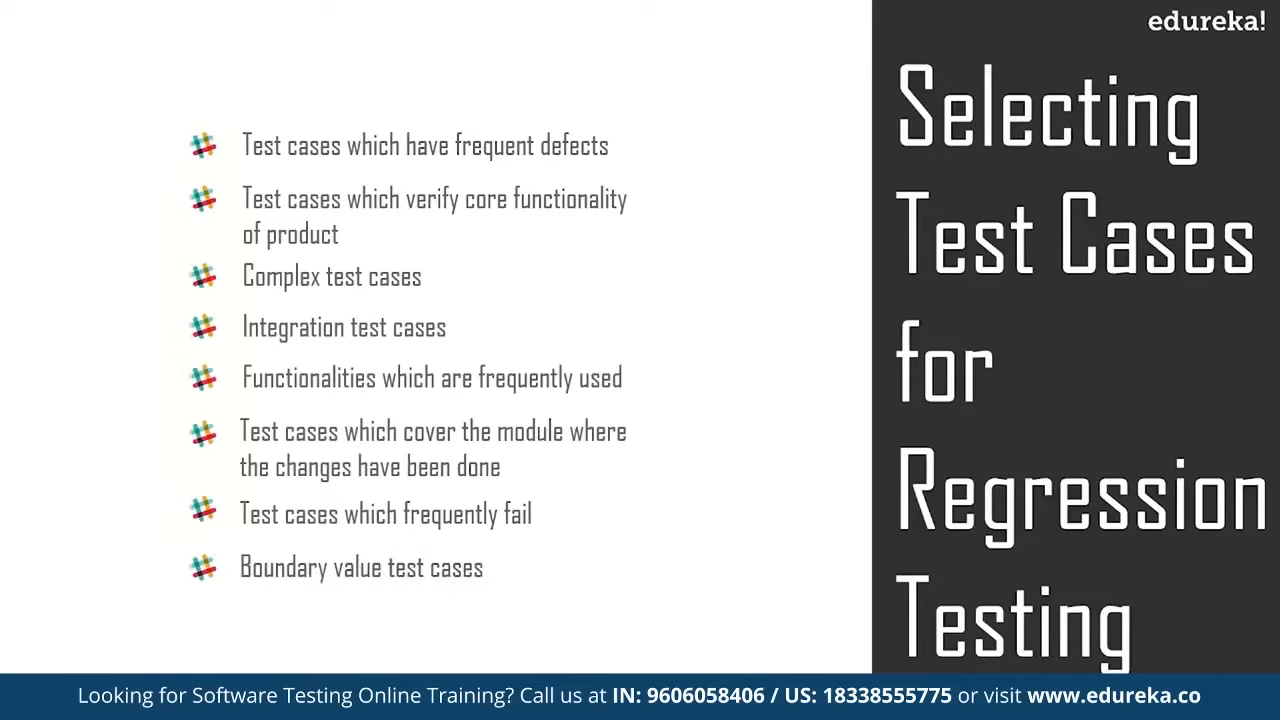 edureka!
Selecting
Test Cases
for
Regression
Testing
Test cases which have frequent defects
Test cases which verify core functionality
of product
Complex test cases
Integration test cases
Functionalities which are frequently used
Test cases which cover the module where
the changes have been done
Test cases which frequently fail
Boundary value test cases
Looking for Software Testing Online Training? Call us at IN: 9606058406 / US: 18338555775 or visit www.edureka.co